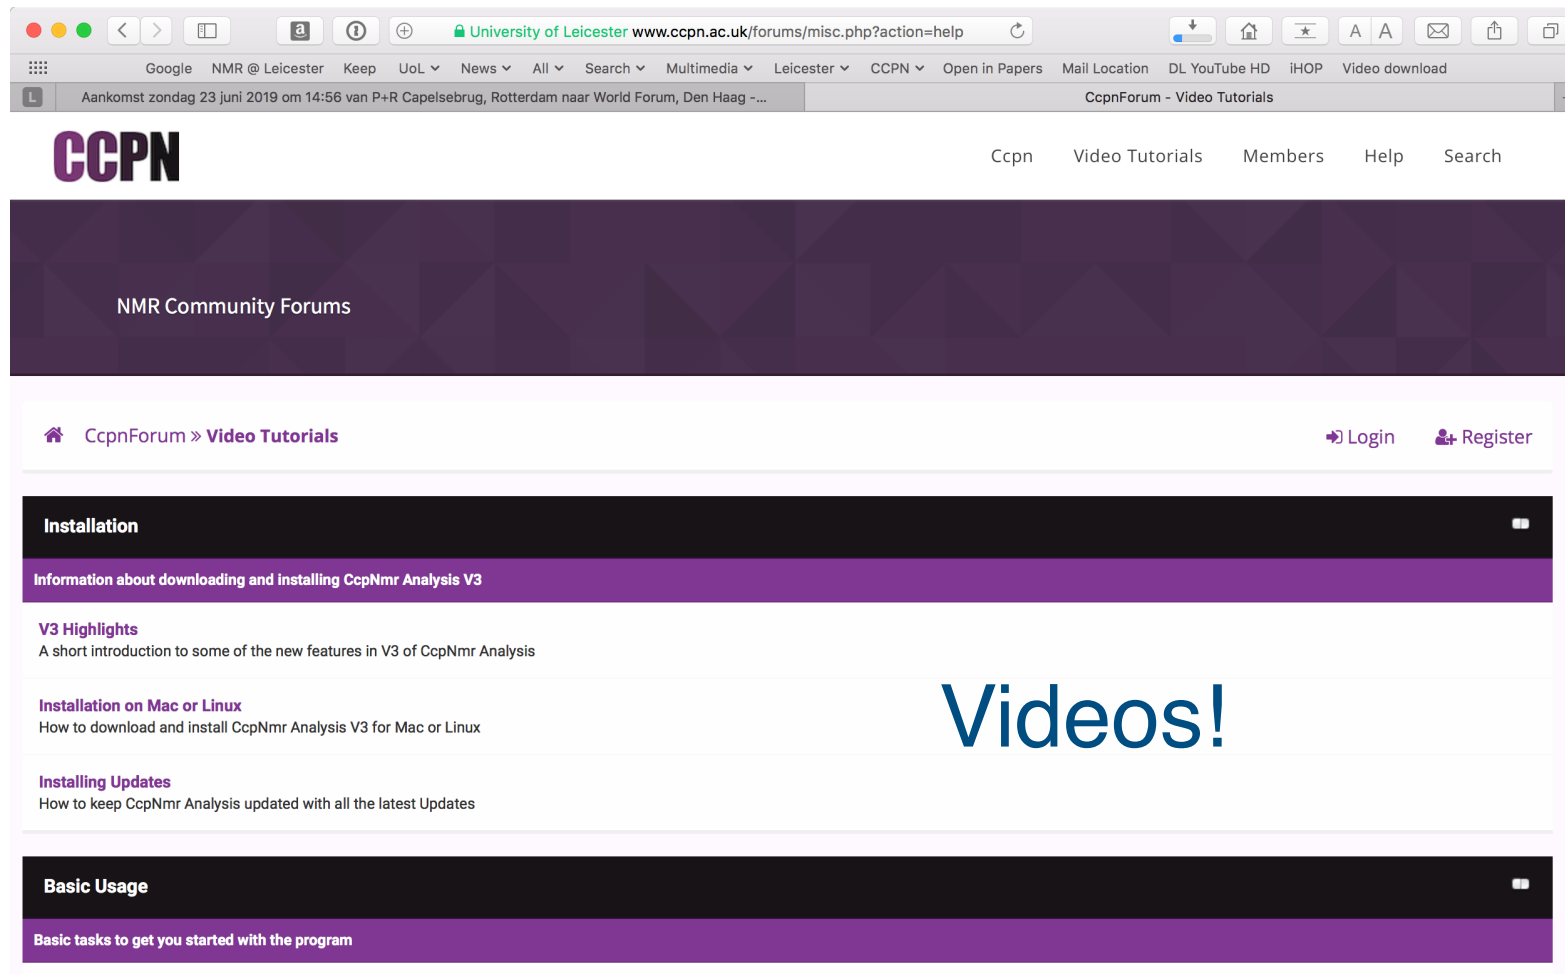 University of Leicester www.ccpn.ac.uk/forums/misc.php?action=help
A A
Google NMR @ Leicester Keep UoL News All Search Multimedia Leicester CCPN Open in Papers Mail Location DL YouTube HD iHOP Video download
L Aankomst zondag 23 juni 2019 om 14:56 van P+R Capelsebrug, Rotterdam naar World Forum, Den Haag -... CcpnForum - Video Tutorials
CCPN Ccpn Video Tutorials Members Help Search
NMR Community Forums
CcpnForum » Video Tutorials Login Register
Installation
Information about downloading and installing CcpNmr Analysis V3
V3 Highlights
A short introduction to some of the new features in V3 of CcpNmr Analysis
Installation on Mac or Linux
How to download and install CcpNmr Analysis V3 for Mac or Linux
Videos!
Installing Updates
How to keep CcpNmr Analysis updated with all the latest Updates
Basic Usage
Basic tasks to get you started with the program